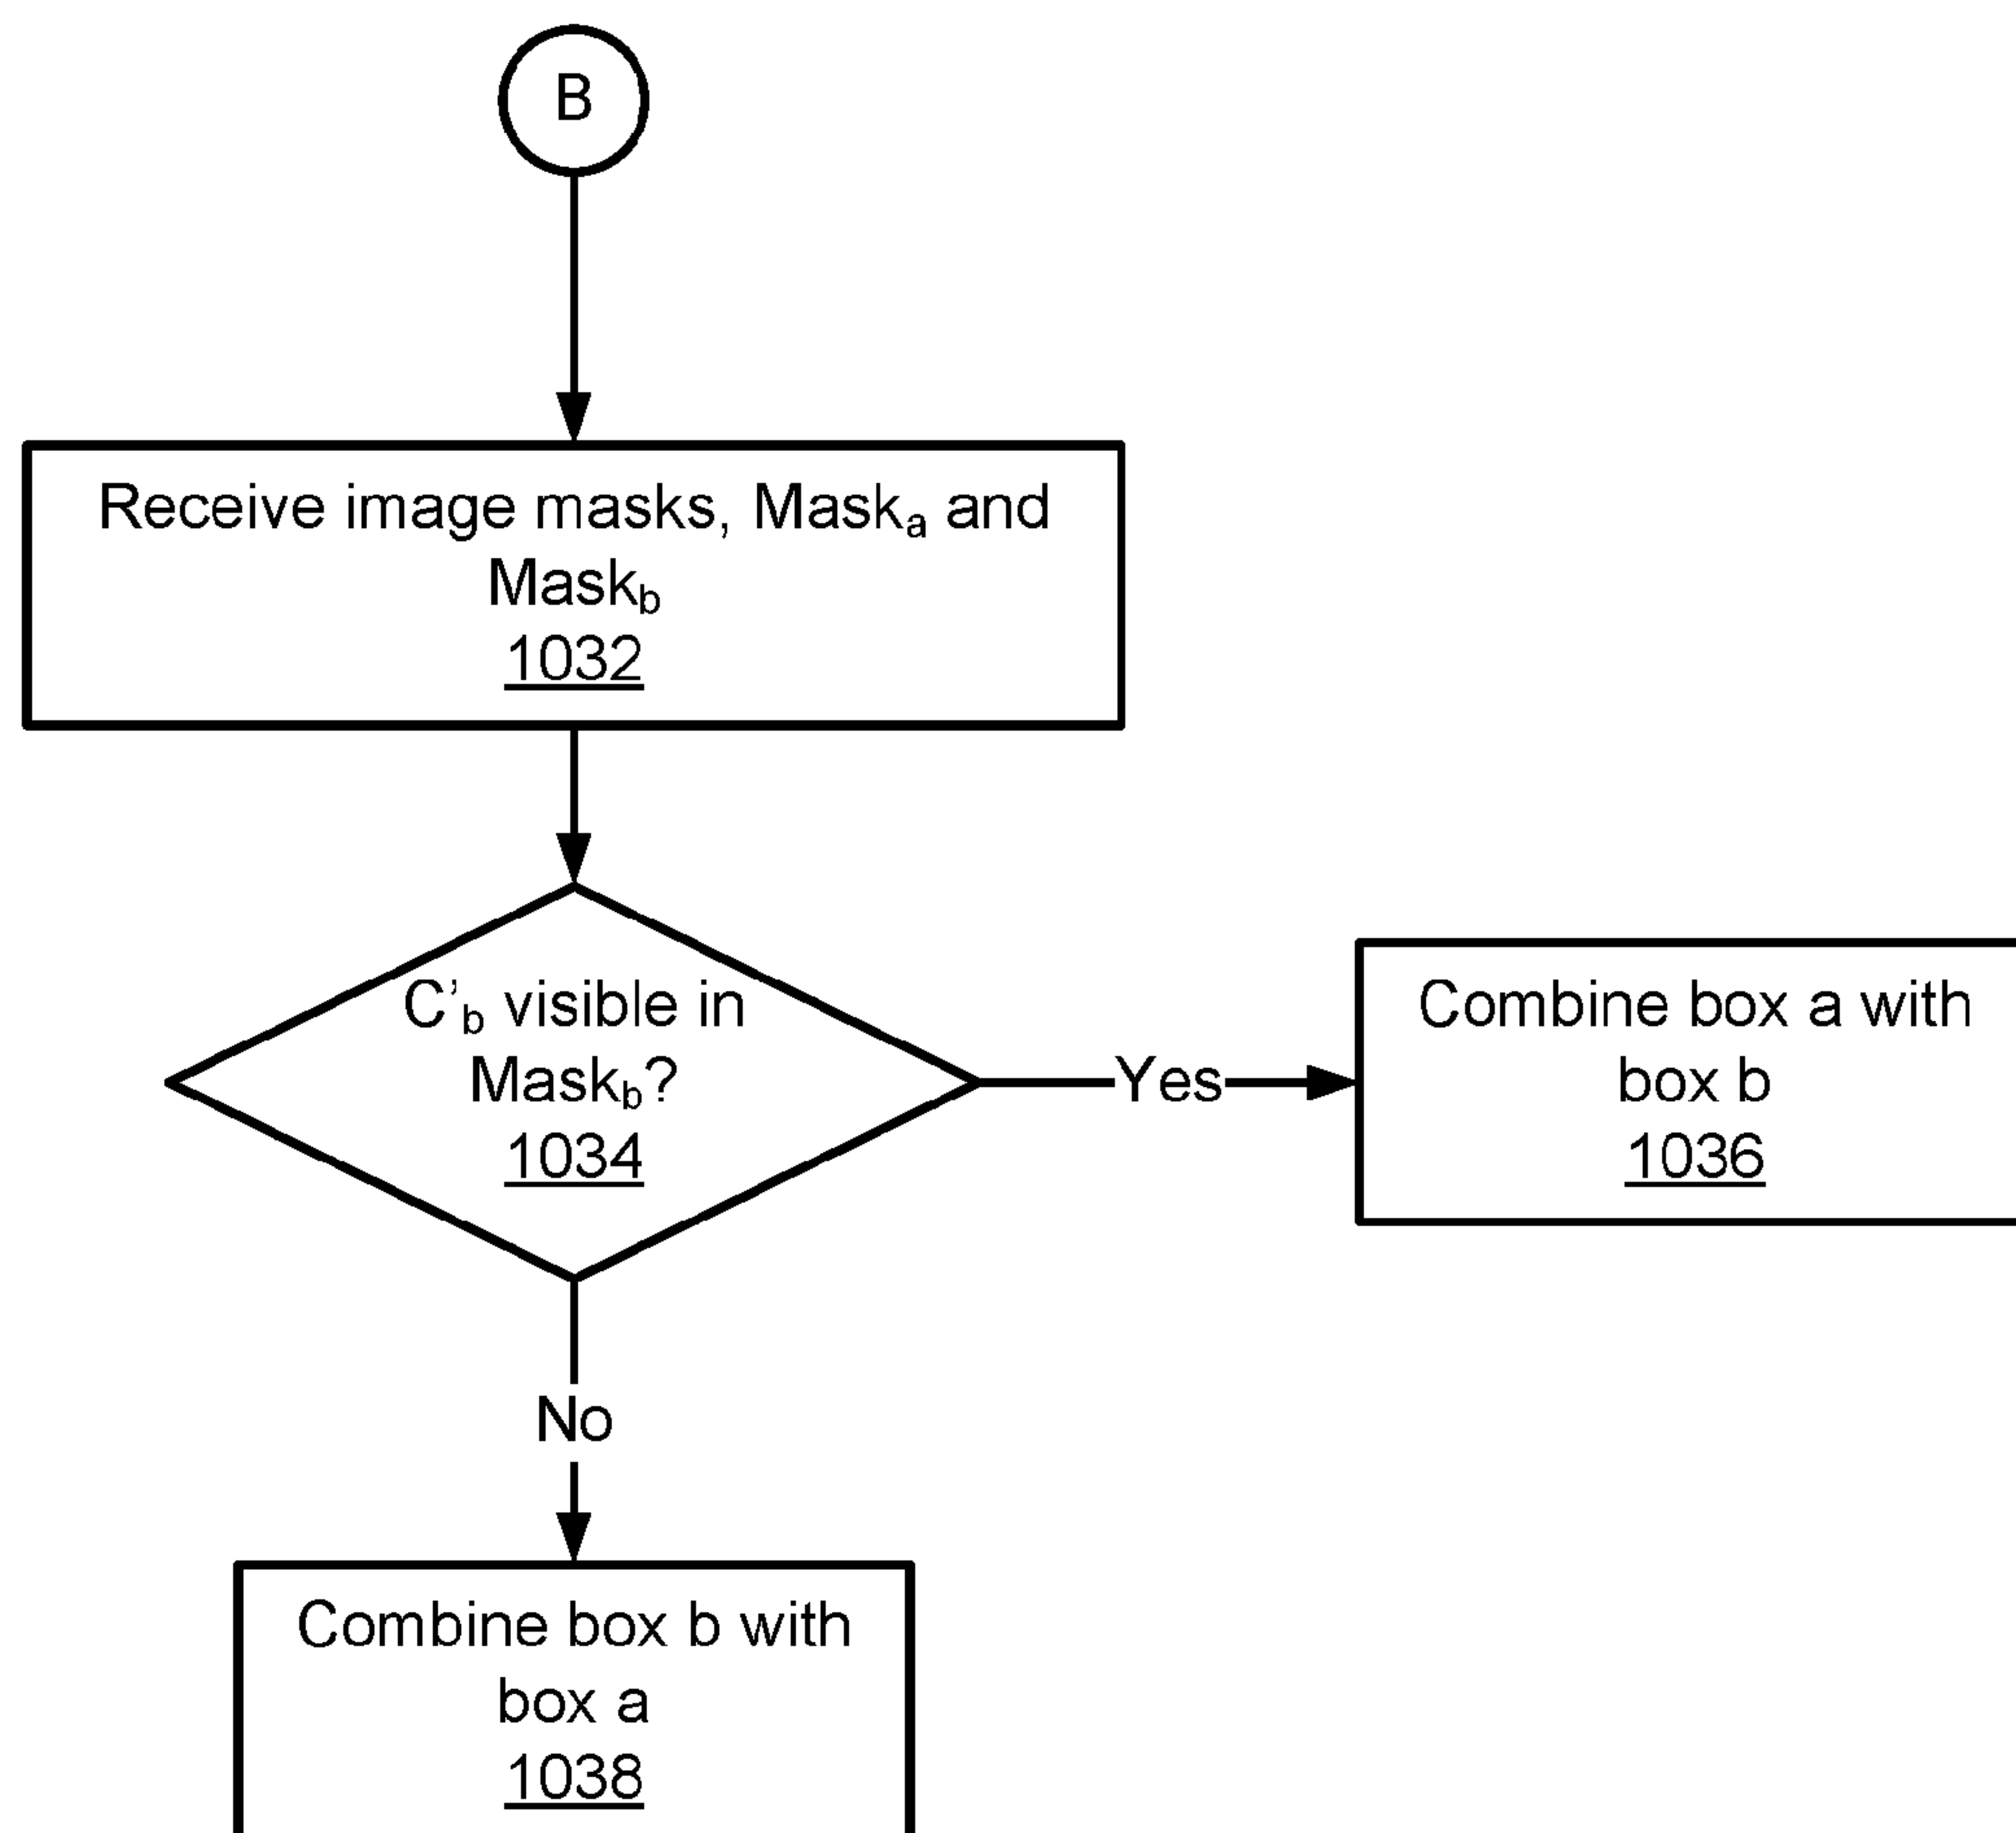 B
Receive image masks, Maskₐ and
Mask_b
1032
C’_b visible in
Mask_b?
1034
Yes
Combine box a with
box b
1036
No
Combine box b with
box a
1038